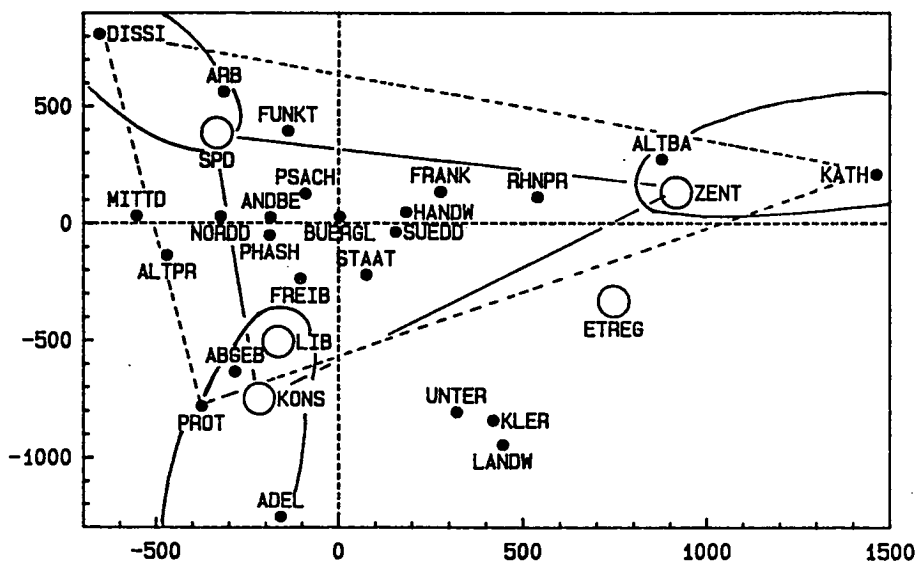 DISSI
ARB
500
FUNKT
SPD
ALTBA
PSACH
FRANK
RHNPR
KATH
ZENT
MITTD
ANDBE
HANDW
0
NORDD
BUERGL
SUEDD
PHASH
STAAT
ALTPR
FREIB
ETREG
-500
LIB
ABGEB
KONS
UNTER
PROT
KLER
LANDW
-1000
ADEL
-500 0 500 1000 1500